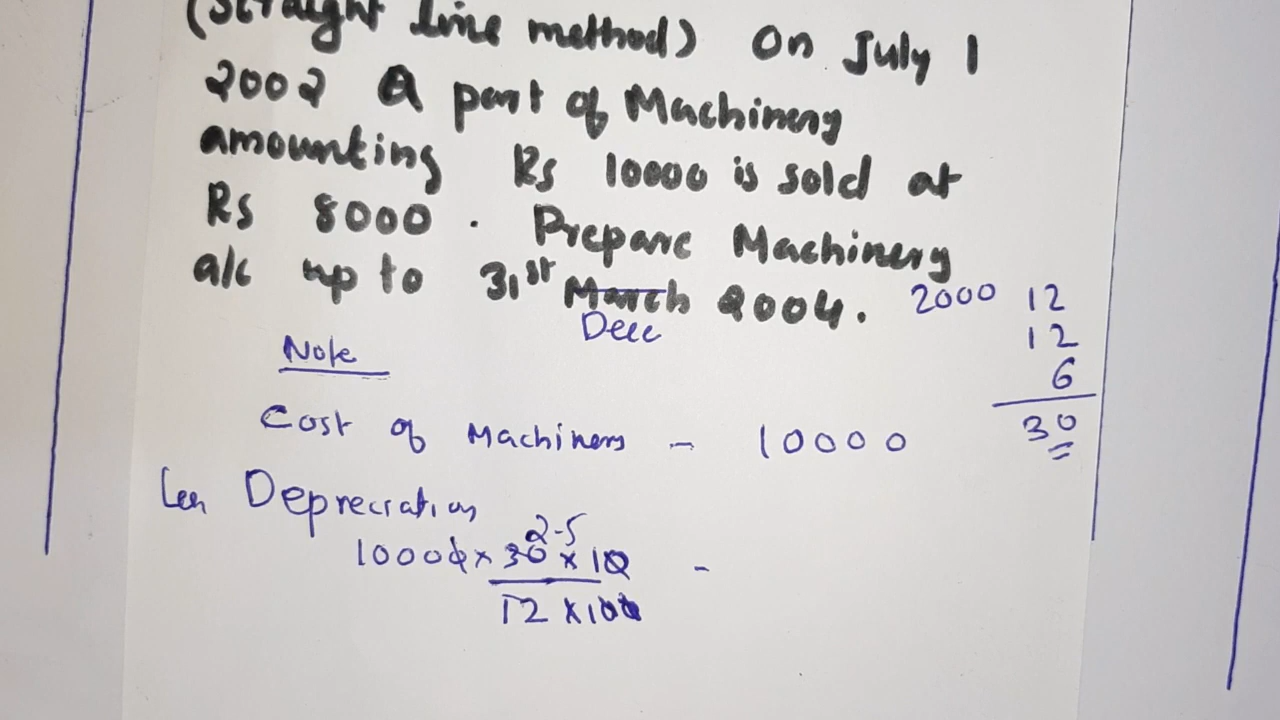 (Straight line method) On July 1
2002 A part of Machinery
amounting Rs 10000 is sold at
Rs 8000. Prepare Machinery
a/c up to 31st March 2004.
Dece
2000 12
12
6
30
Note
Cost of Machinery - 10000
Less Depreciation
2.5
10000 x 30 x 10 -
12 x 100